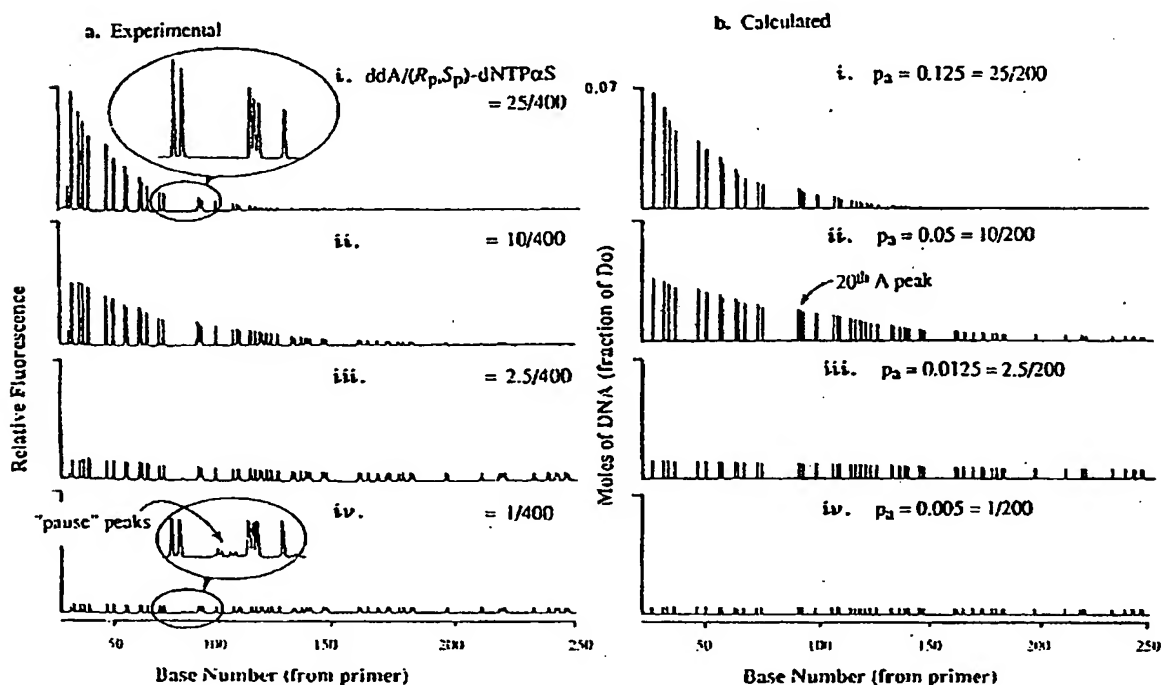 a. Experimental
i. ddA/(Rp,Sp)-dNTPαS
= 25/400
ii. = 10/400
iii. = 2.5/400
"pause" peaks
iv. = 1/400
Relative Fluorescence
50 100 150 200 250
Base Number (from primer)
b. Calculated
i. pa = 0.125 = 25/200
0.07
ii. pa = 0.05 = 10/200
20th A peak
iii. pa = 0.0125 = 2.5/200
iv. pa = 0.005 = 1/200
Moles of DNA (fraction of Do)
50 100 150 200 250
Base Number (from primer)